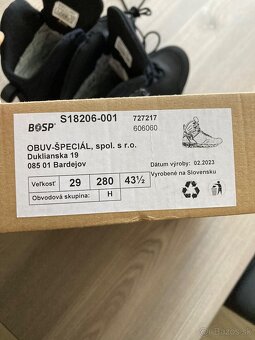 BOSP
S18206-001
727217
606060
OBUV-ŠPECIÁL, spol. s r.o.
Duklianska 19
085 01 Bardejov
Dátum výroby: 02.2023
Vyrobené na Slovensku
Veľkosť 29 280 43½
Obvodová skupina: H